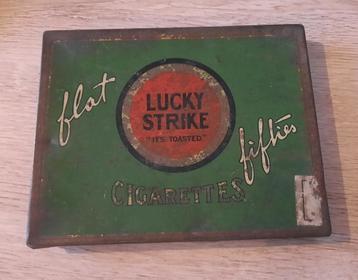 flat
LUCKY
STRIKE
"IT'S TOASTED"
fifties
CIGARETTES